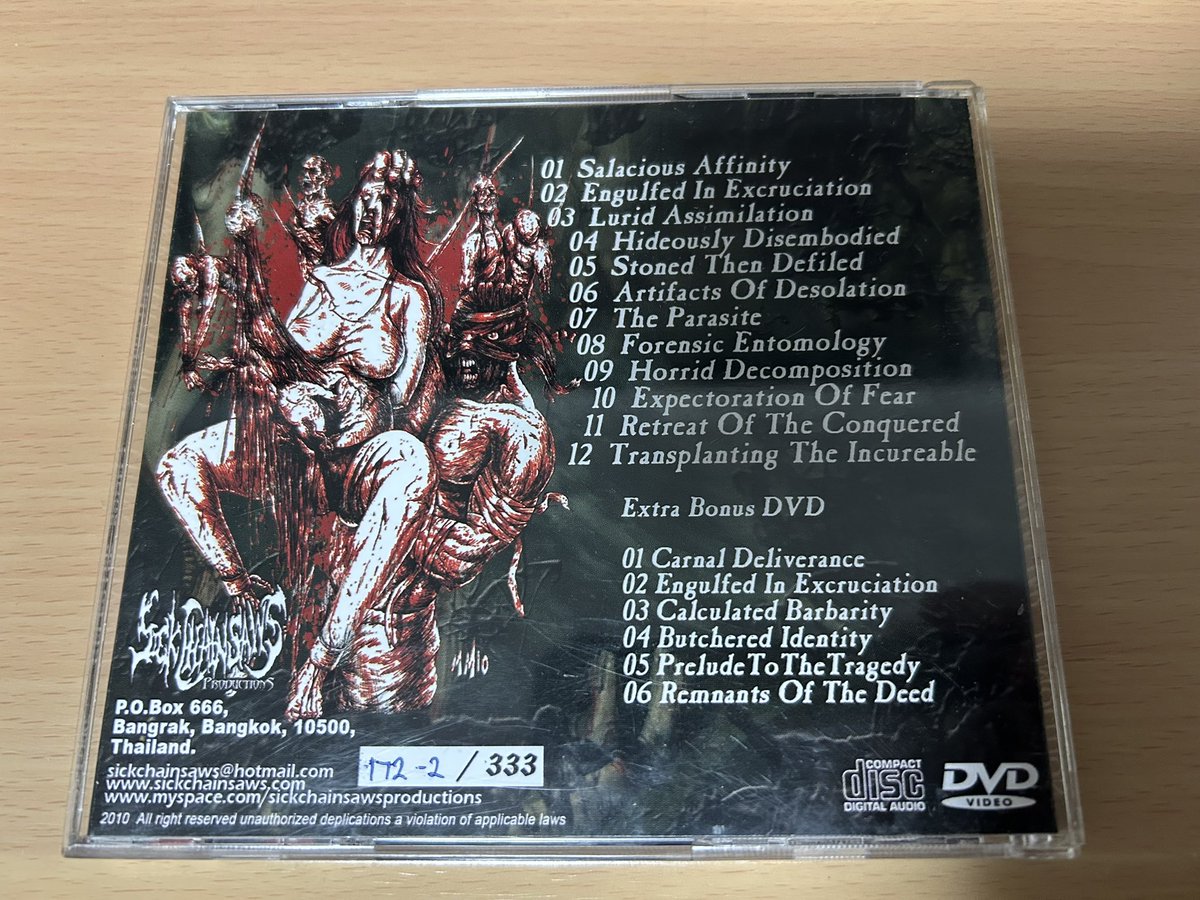 01 Salacious Affinity
02 Engulfed In Excruciation
03 Lurid Assimilation
04 Hideously Disembodied
05 Stoned Then Defiled
06 Artifacts Of Desolation
07 The Parasite
08 Forensic Entomology
09 Horrid Decomposition
10 Expectoration Of Fear
11 Retreat Of The Conquered
12 Transplanting The Incureable
Extra Bonus DVD
01 Carnal Deliverance
02 Engulfed In Excruciation
03 Calculated Barbarity
04 Butchered Identity
05 Prelude To The Tragedy
06 Remnants Of The Deed
MM10
SickChainsaws
Productions
P.O.Box 666,
Bangrak, Bangkok, 10500,
Thailand.
sickchainsaws@hotmail.com
www.sickchainsaws.com
www.myspace.com/sickchainsawsproductions
172-2 / 333
2010 All right reserved unauthorized deplications a violation of applicable laws
COMPACT
disc
DIGITAL AUDIO
DVD
VIDEO